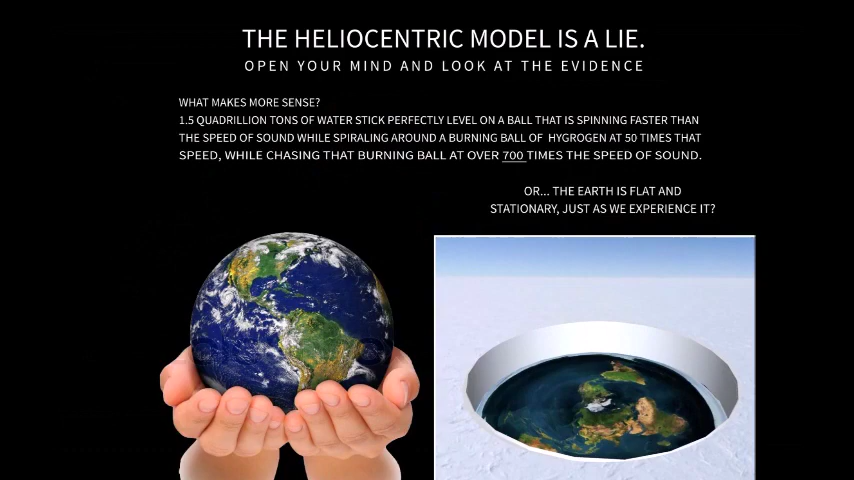 THE HELIOCENTRIC MODEL IS A LIE.
OPEN YOUR MIND AND LOOK AT THE EVIDENCE
WHAT MAKES MORE SENSE?
1.5 QUADRILLION TONS OF WATER STICK PERFECTLY LEVEL ON A BALL THAT IS SPINNING FASTER THAN
THE SPEED OF SOUND WHILE SPIRALING AROUND A BURNING BALL OF HYGROGEN AT 50 TIMES THAT
SPEED, WHILE CHASING THAT BURNING BALL AT OVER 700 TIMES THE SPEED OF SOUND.
OR... THE EARTH IS FLAT AND
STATIONARY, JUST AS WE EXPERIENCE IT?